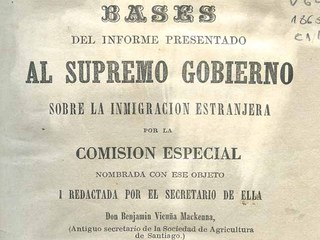 BASES
DEL INFORME PRESENTADO
AL SUPREMO GOBIERNO
SOBRE LA INMIGRACION ESTRANJERA
POR LA
COMISION ESPECIAL
NOMBRADA CON ESE OBJETO
I REDACTADA POR EL SECRETARIO DE ELLA
Don Benjamin Vicuña Mackenna,
(Antiguo secretario de la Sociedad de Agricultura
de Santiago.)